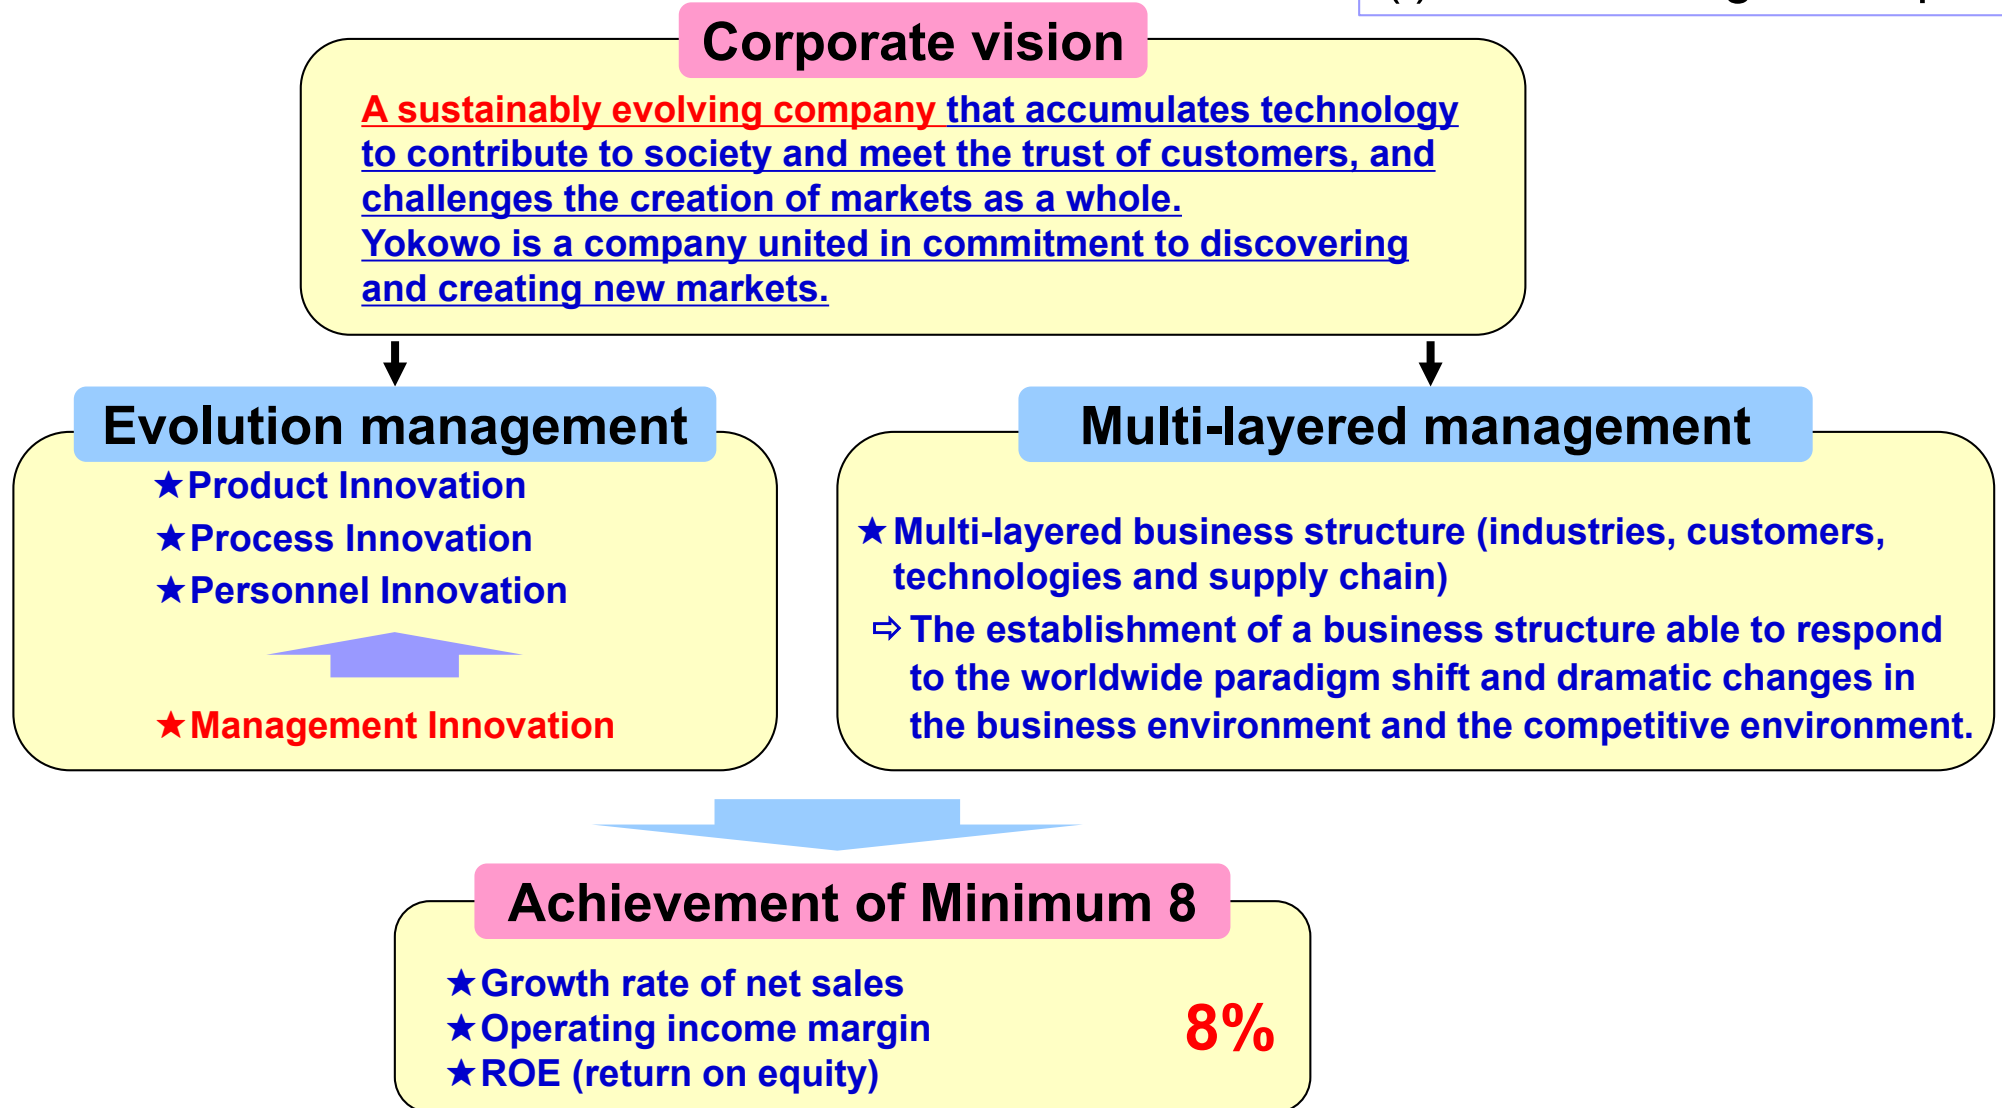 Corporate vision
A sustainably evolving company that accumulates technology
to contribute to society and meet the trust of customers, and
challenges the creation of markets as a whole.
Yokowo is a company united in commitment to discovering
and creating new markets.
Evolution management
★Product Innovation
★Process Innovation
★Personnel Innovation
★Management Innovation
Multi-layered management
★Multi-layered business structure (industries, customers,
technologies and supply chain)
⇨ The establishment of a business structure able to respond
to the worldwide paradigm shift and dramatic changes in
the business environment and the competitive environment.
Achievement of Minimum 8
★Growth rate of net sales
★Operating income margin
★ROE (return on equity)
8%